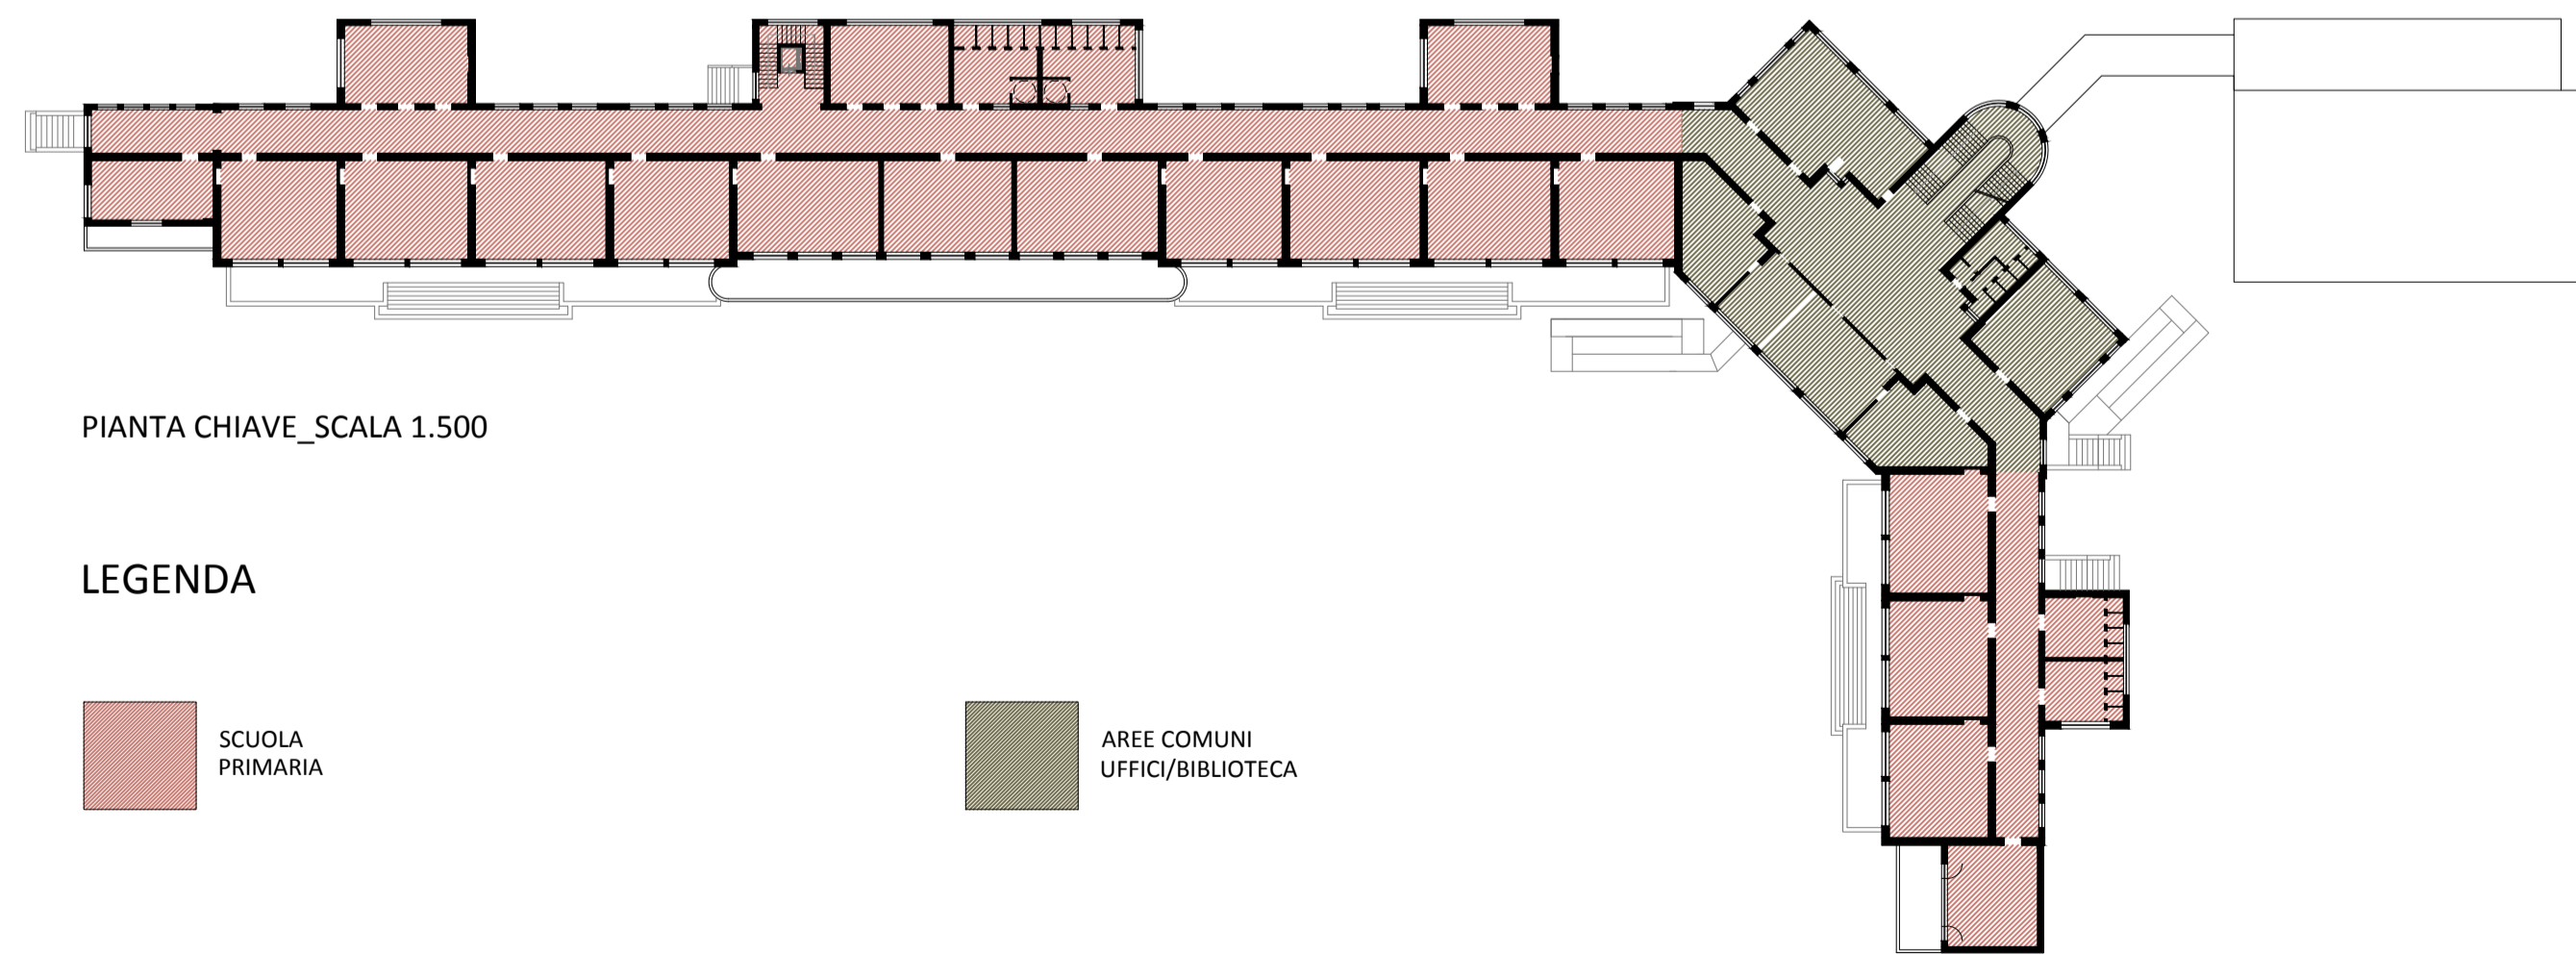 PIANTA CHIAVE_SCALA 1.500
LEGENDA
SCUOLA
PRIMARIA
AREE COMUNI
UFFICI/BIBLIOTECA